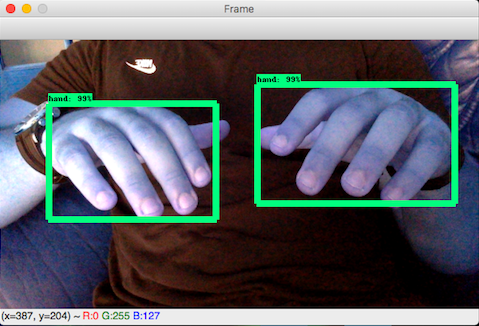 Frame
hand: 99%
hand: 99%
(x=387, y=204) ~ R:0 G:255 B:127